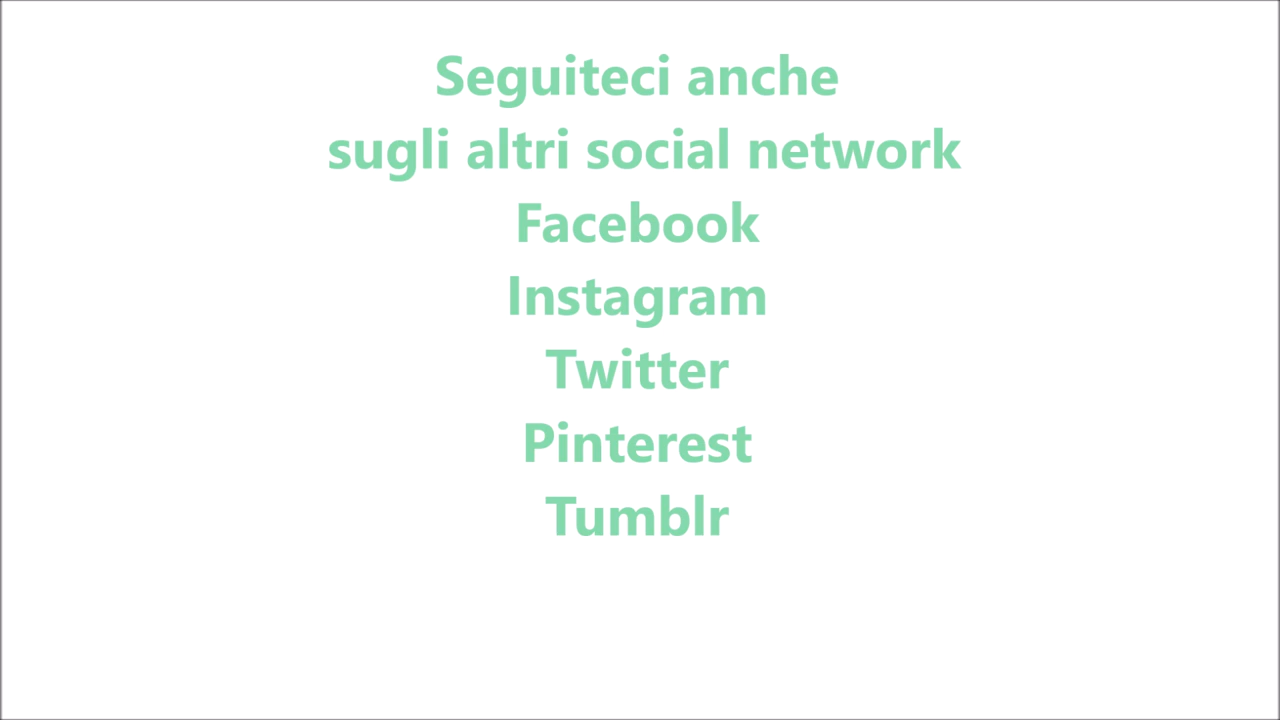 Seguiteci anche
sugli altri social network
Facebook
Instagram
Twitter
Pinterest
Tumblr